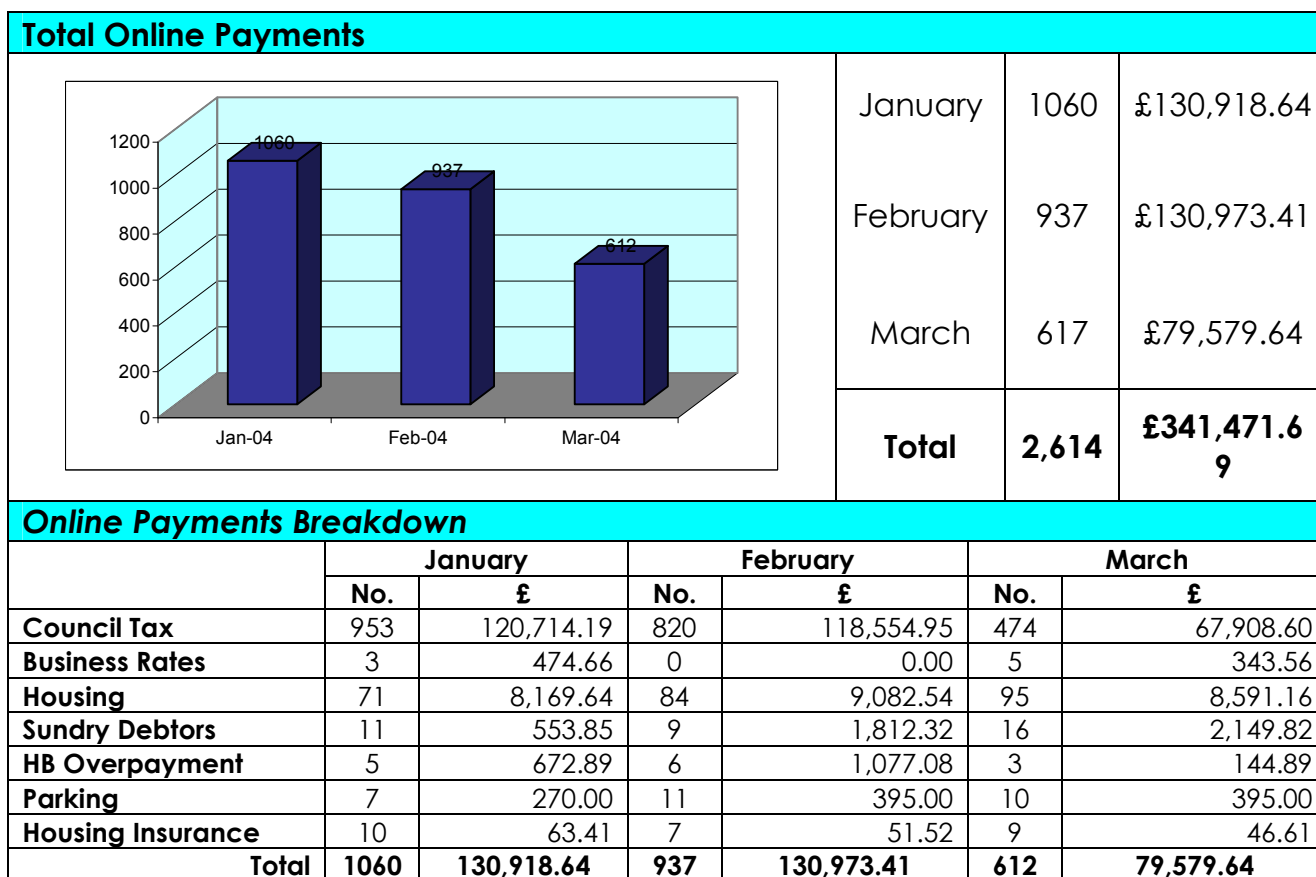 Total Online Payments
1200
1000
800
600
400
200
0
1060
937
612
Jan-04 Feb-04 Mar-04
January 1060 £130,918.64
February 937 £130,973.41
March 617 £79,579.64
Total 2,614 £341,471.6
9
Online Payments Breakdown
January February March
No. £ No. £ No. £
Council Tax 953 120,714.19 820 118,554.95 474 67,908.60
Business Rates 3 474.66 0 0.00 5 343.56
Housing 71 8,169.64 84 9,082.54 95 8,591.16
Sundry Debtors 11 553.85 9 1,812.32 16 2,149.82
HB Overpayment 5 672.89 6 1,077.08 3 144.89
Parking 7 270.00 11 395.00 10 395.00
Housing Insurance 10 63.41 7 51.52 9 46.61
Total 1060 130,918.64 937 130,973.41 612 79,579.64